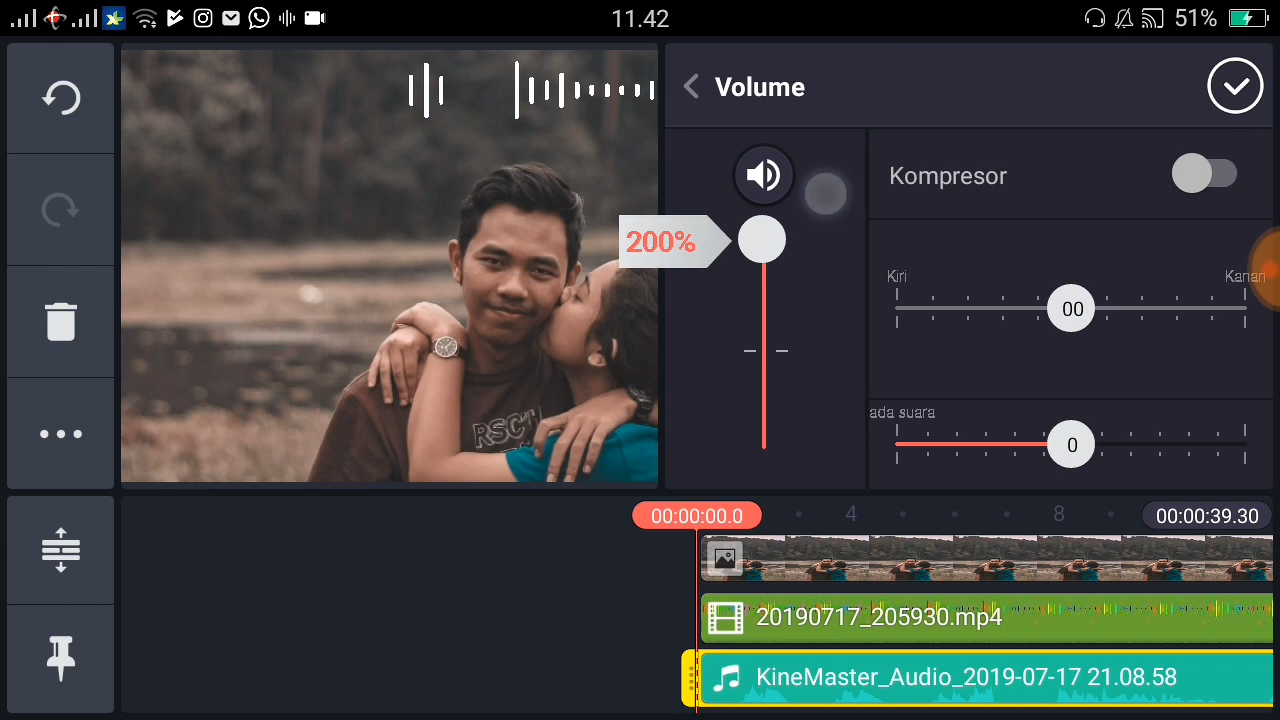 11.42
51%
Volume
Kompresor
200%
Kiri
Kanan
00
ada suara
0
RSC'H
00:00:00.0
4
8
00:00:39.30
20190717_205930.mp4
KineMaster_Audio_2019-07-17 21.08.58